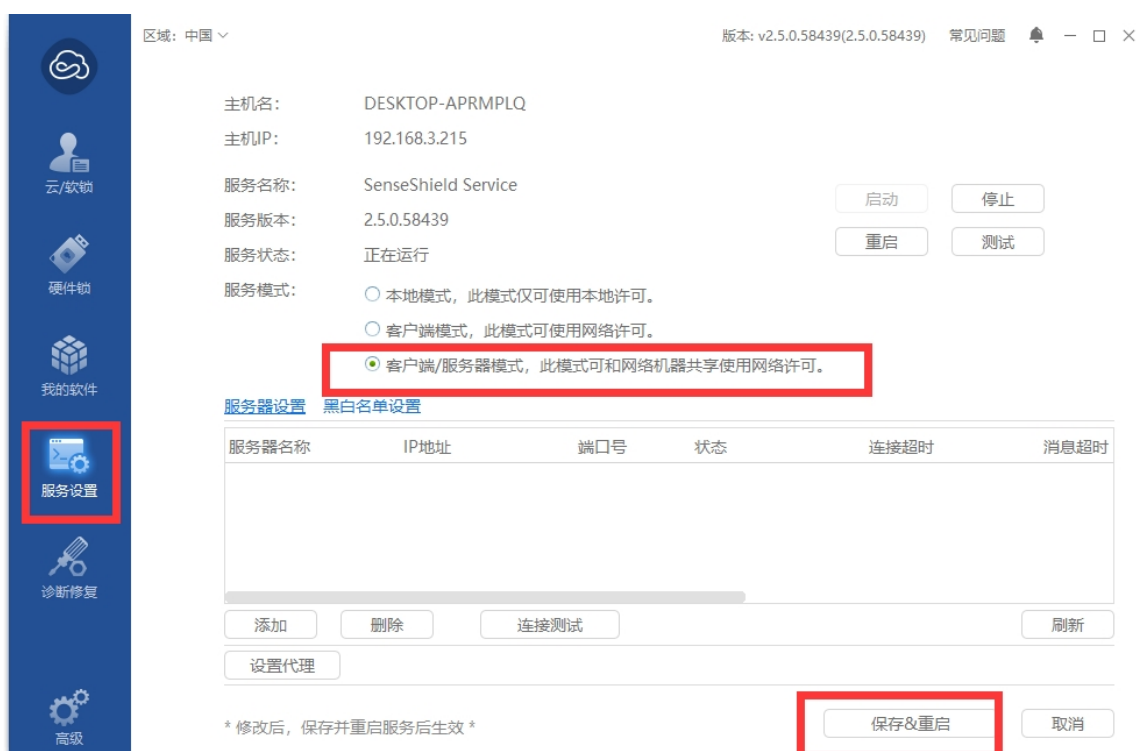 区域: 中国
版本: v2.5.0.58439(2.5.0.58439) 常见问题
主机名: DESKTOP-APRMPLQ
主机IP: 192.168.3.215
云/软锁
服务名称: SenseShield Service
启动 停止
服务版本: 2.5.0.58439
重启 测试
服务状态: 正在运行
硬件锁
服务模式: 本地模式，此模式仅可使用本地许可。
客户端模式，此模式可使用网络许可。
客户端/服务器模式，此模式可和网络机器共享使用网络许可。
我的软件
服务器设置 黑白名单设置
服务器名称 IP地址 端口号 状态 连接超时 消息超时
服务设置
诊断修复
添加 删除 连接测试 刷新
设置代理
* 修改后，保存并重启服务后生效 * 保存&重启 取消
高级